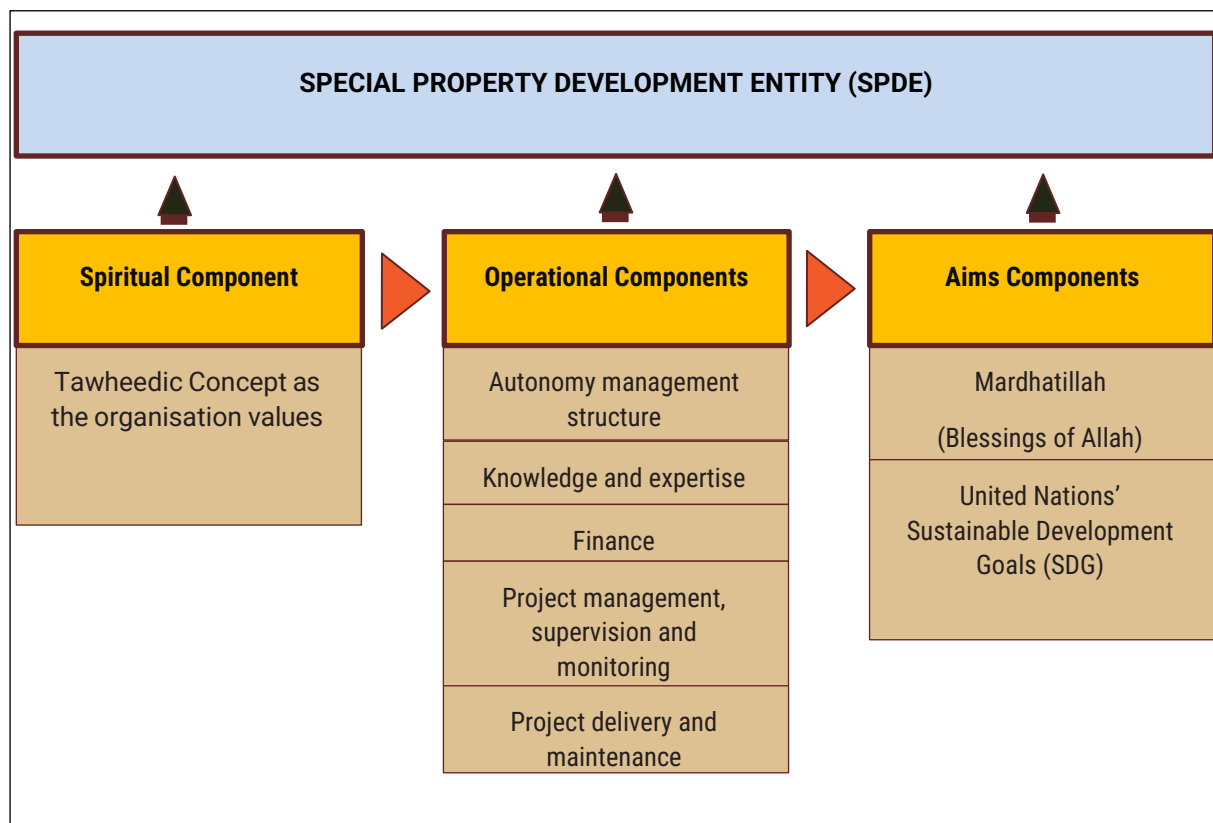 SPECIAL PROPERTY DEVELOPMENT ENTITY (SPDE)
Spiritual Component
Tawheedic Concept as
the organisation values
Operational Components
Autonomy management
structure
Knowledge and expertise
Finance
Project management,
supervision and
monitoring
Project delivery and
maintenance
Aims Components
Mardhatillah
(Blessings of Allah)
United Nations’
Sustainable Development
Goals (SDG)